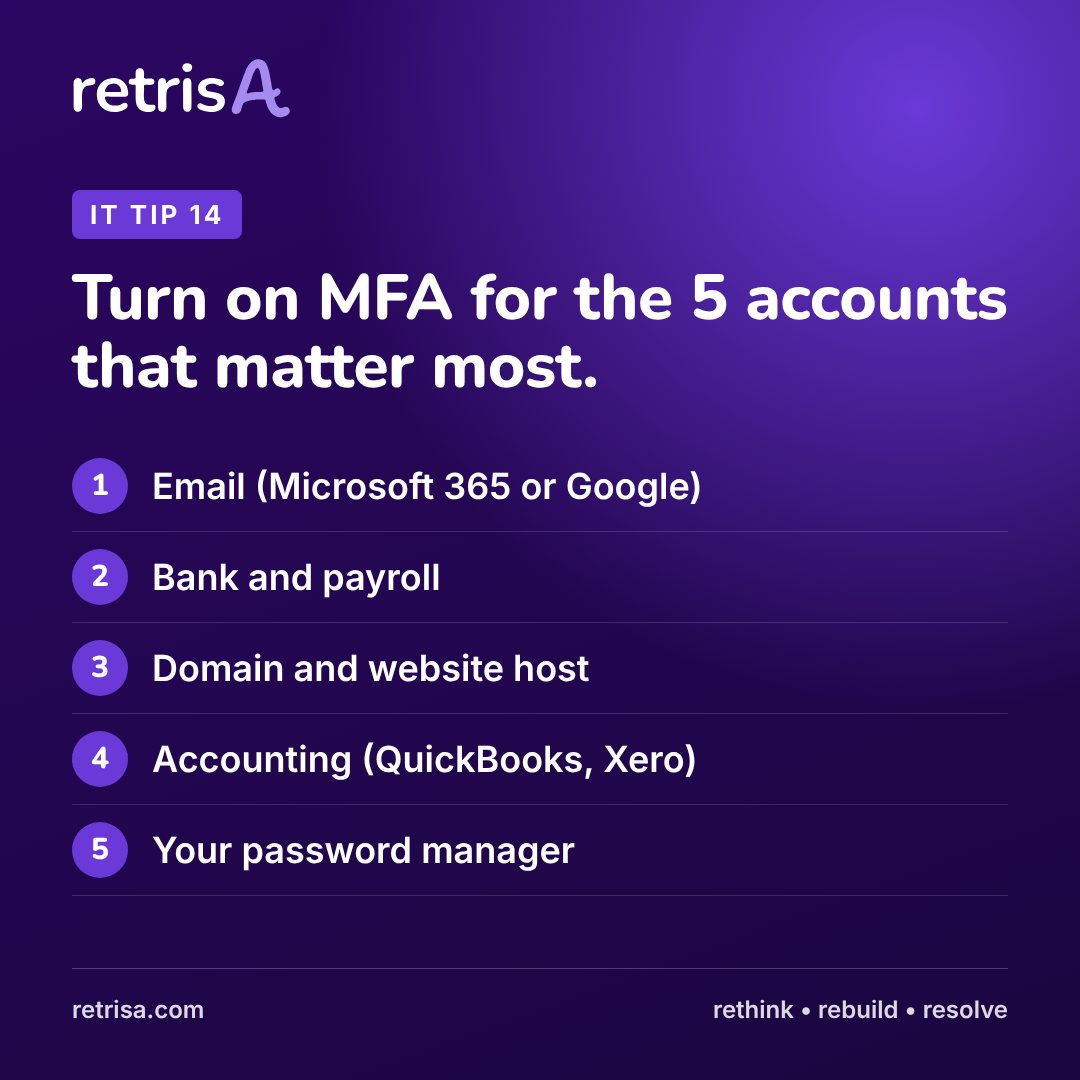 retrisA
IT TIP 14
Turn on MFA for the 5 accounts
that matter most.
1 Email (Microsoft 365 or Google)
2 Bank and payroll
3 Domain and website host
4 Accounting (QuickBooks, Xero)
5 Your password manager
retrisa.com
rethink • rebuild • resolve